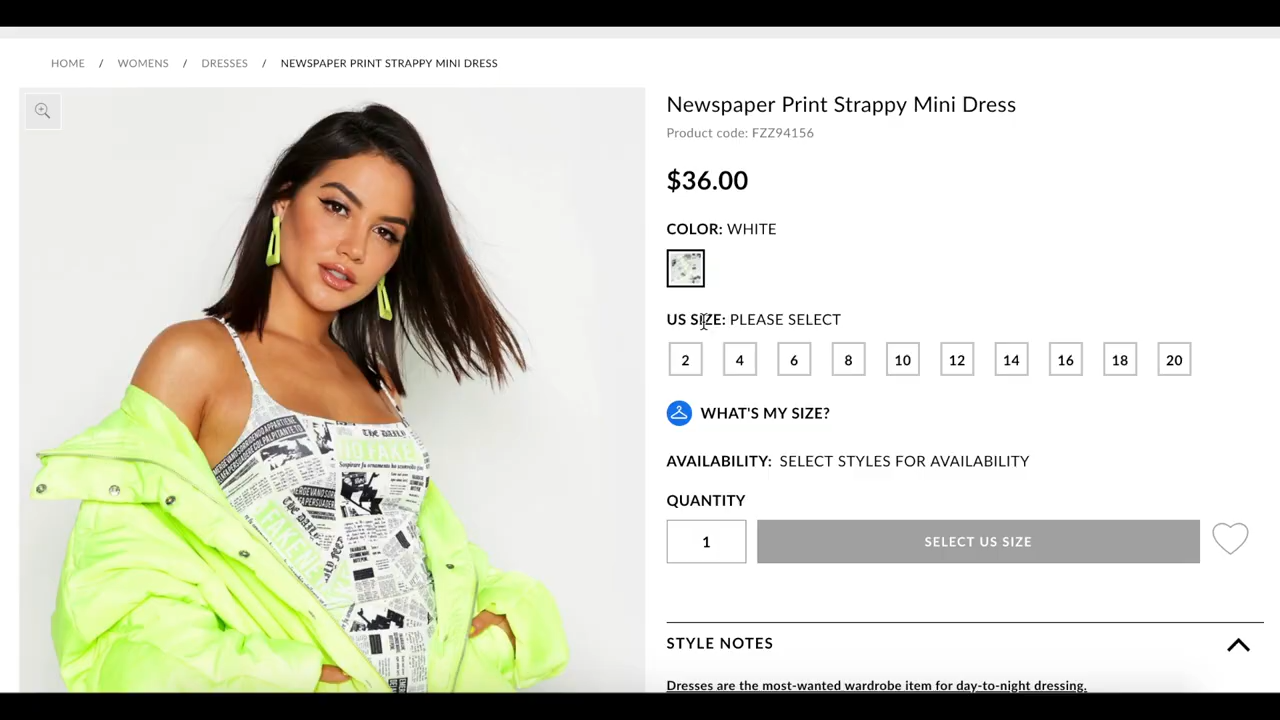 HOME / WOMENS / DRESSES / NEWSPAPER PRINT STRAPPY MINI DRESS
Newspaper Print Strappy Mini Dress
Product code: FZZ94156
$36.00
COLOR: WHITE
US SIZE: PLEASE SELECT
2 4 6 8 10 12 14 16 18 20
WHAT'S MY SIZE?
AVAILABILITY: SELECT STYLES FOR AVAILABILITY
QUANTITY
1 SELECT US SIZE
STYLE NOTES
Dresses are the most-wanted wardrobe item for day-to-night dressing.
THE DAILY